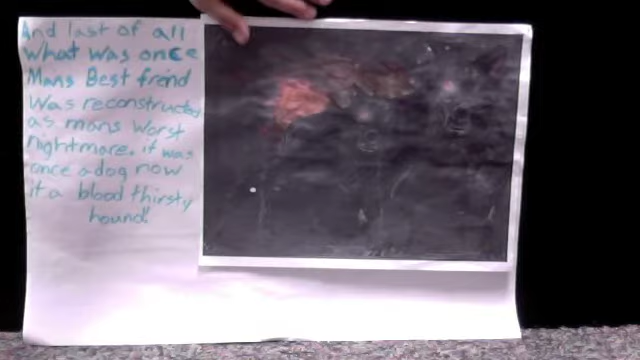 And last of all
what was once
Mans Best freind
Was reconstructed
as mans worst
nightmare. it was
once a dog now
it a blood thirsty
hound!